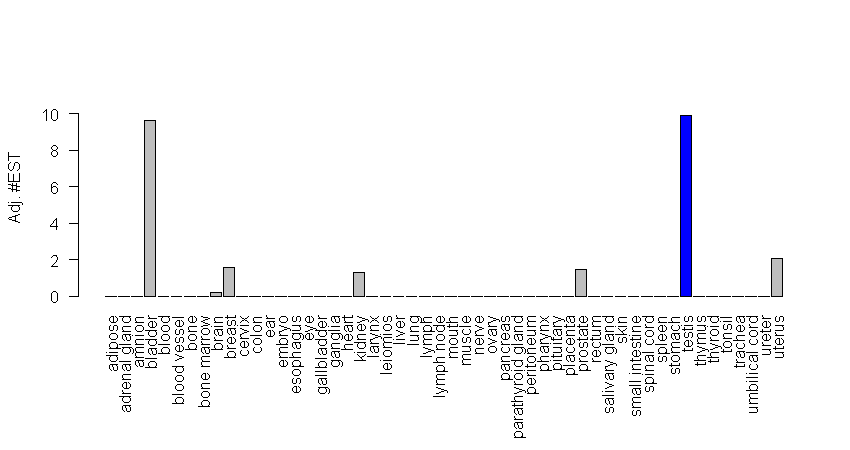 Adj. #EST
10
8
6
4
2
0
adipose
adrenal gland
amnion
bladder
blood
blood vessel
bone
bone marrow
brain
breast
cervix
colon
ear
embryo
esophagus
eye
gallbladder
ganglia
heart
kidney
larynx
leiomios
liver
lung
lymph
lymph node
mouth
muscle
nerve
ovary
pancreas
parathyroid gland
peritoneum
pharynx
pituitary
placenta
prostate
rectum
salivary gland
skin
small intestine
spinal cord
spleen
stomach
testis
thymus
thyroid
tonsil
trachea
umbilical cord
ureter
uterus